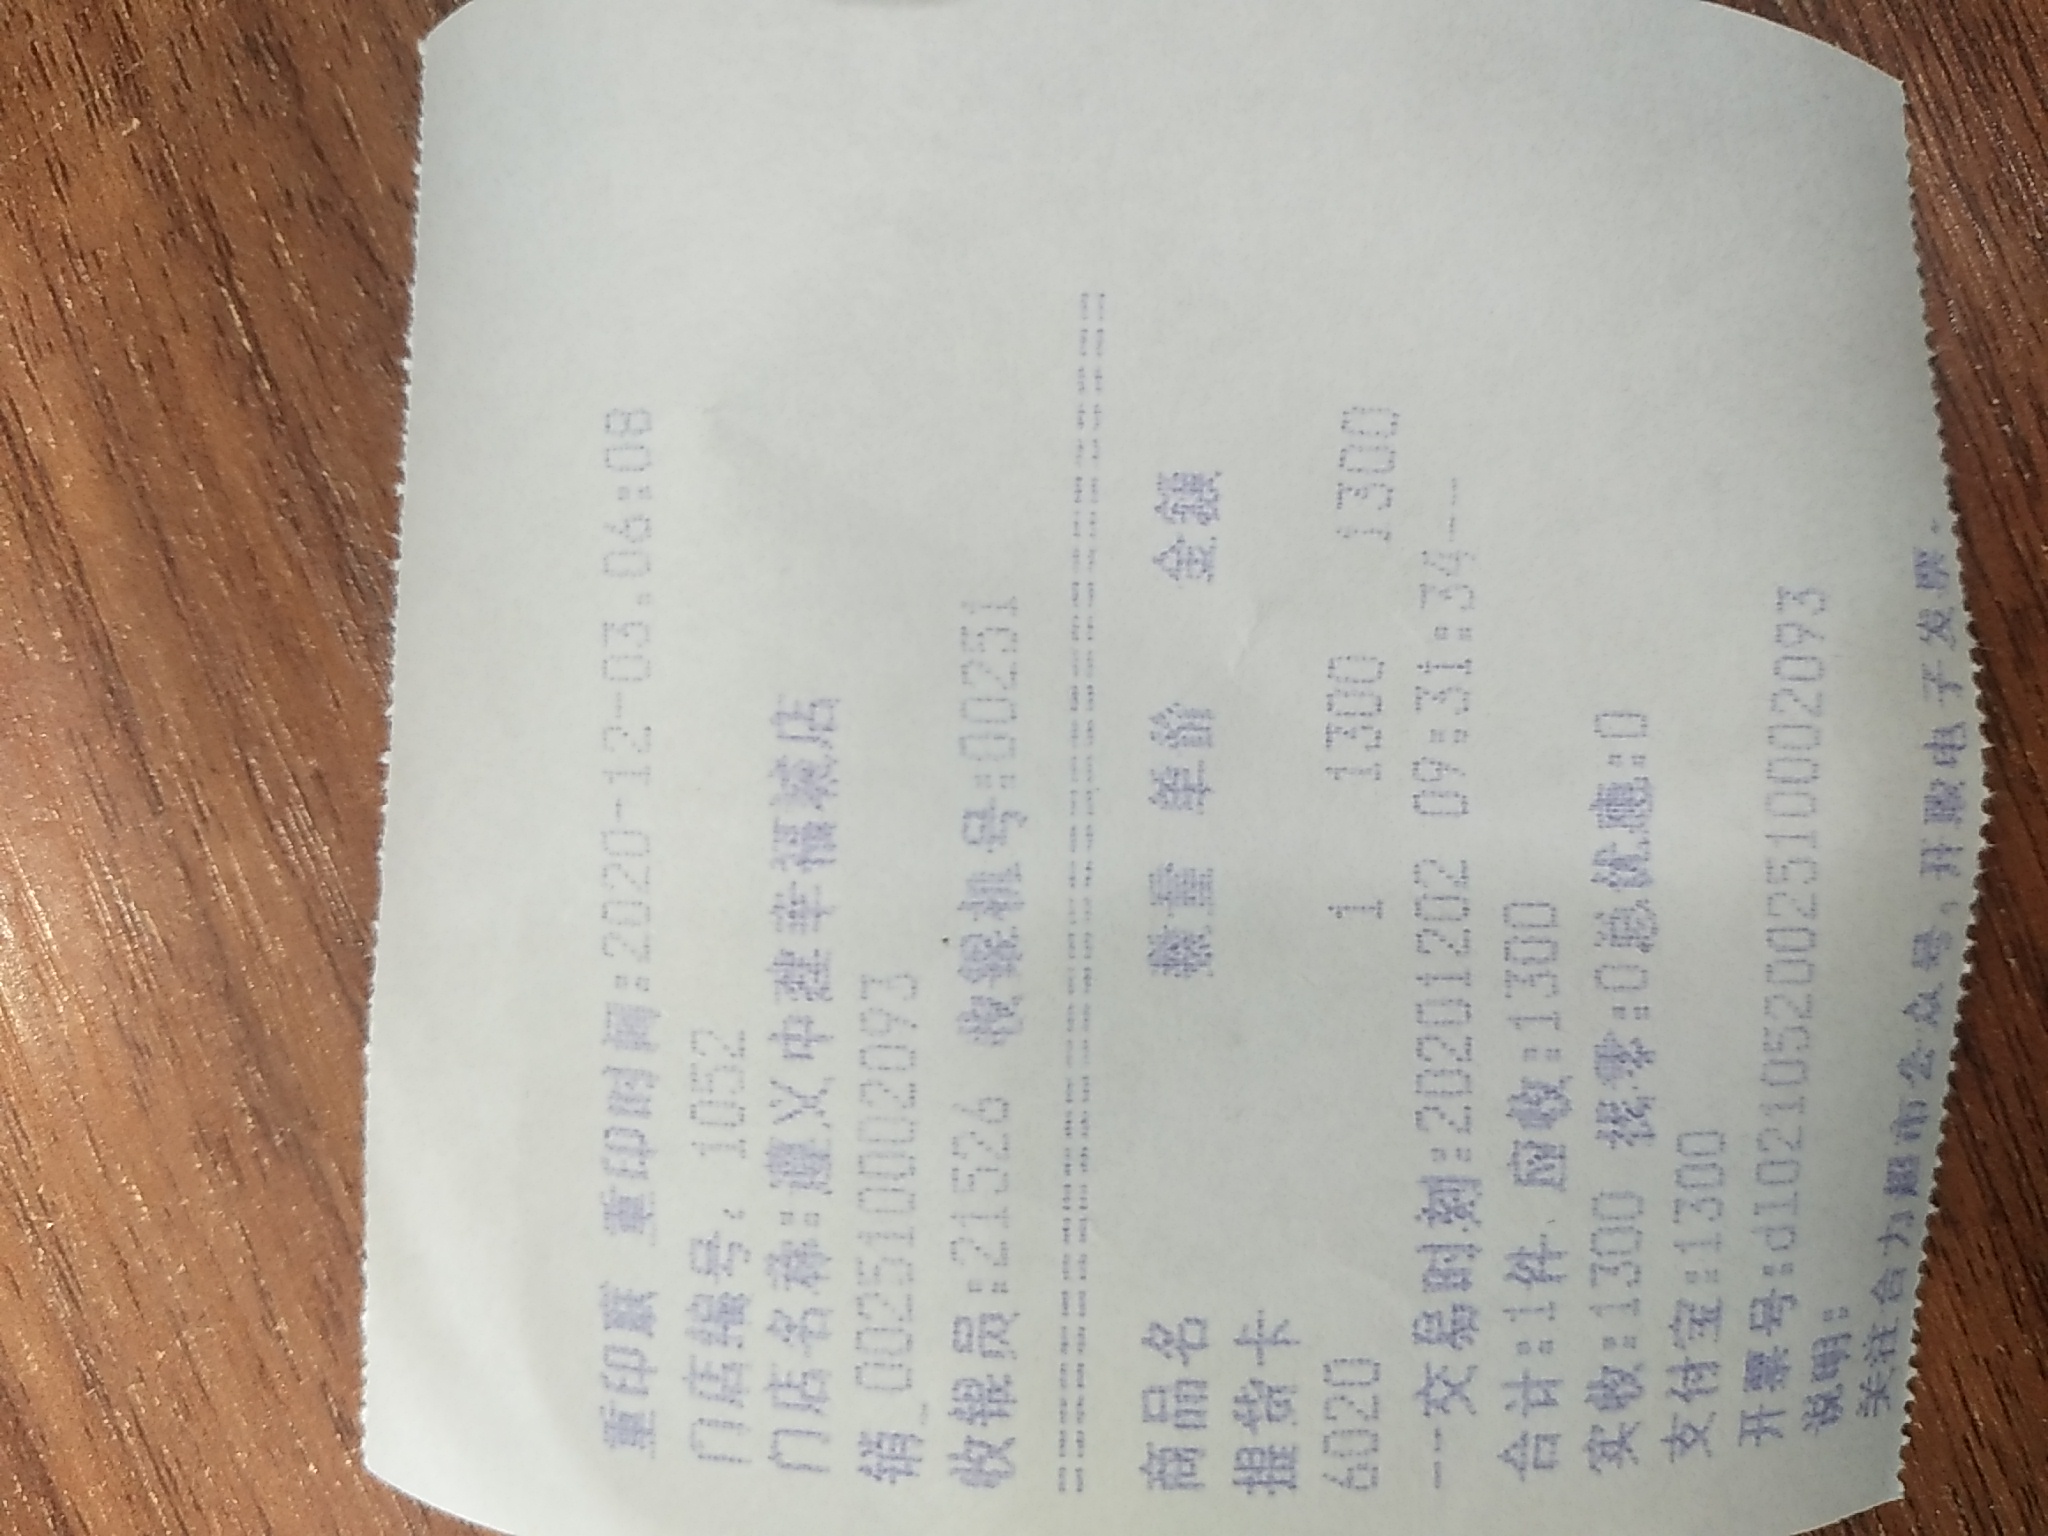 重印联 重印时间:2020-12-03.06:08
门店编号, 1052
门店名称:遵义中建幸福城店
销_002510002093
收银员:21526 收银机号:00251
==========================================
商品名 数量 单价 金额
提货卡
6020 1 1300 1300
--交易时刻:20201202 09:31:34---
合计:1件 应收:1300
实收:1300 找零:0总优惠:0
支付宝:1300
开票号:d102105200251002093
说明:
关注合力超市公众号,开取电子发票.